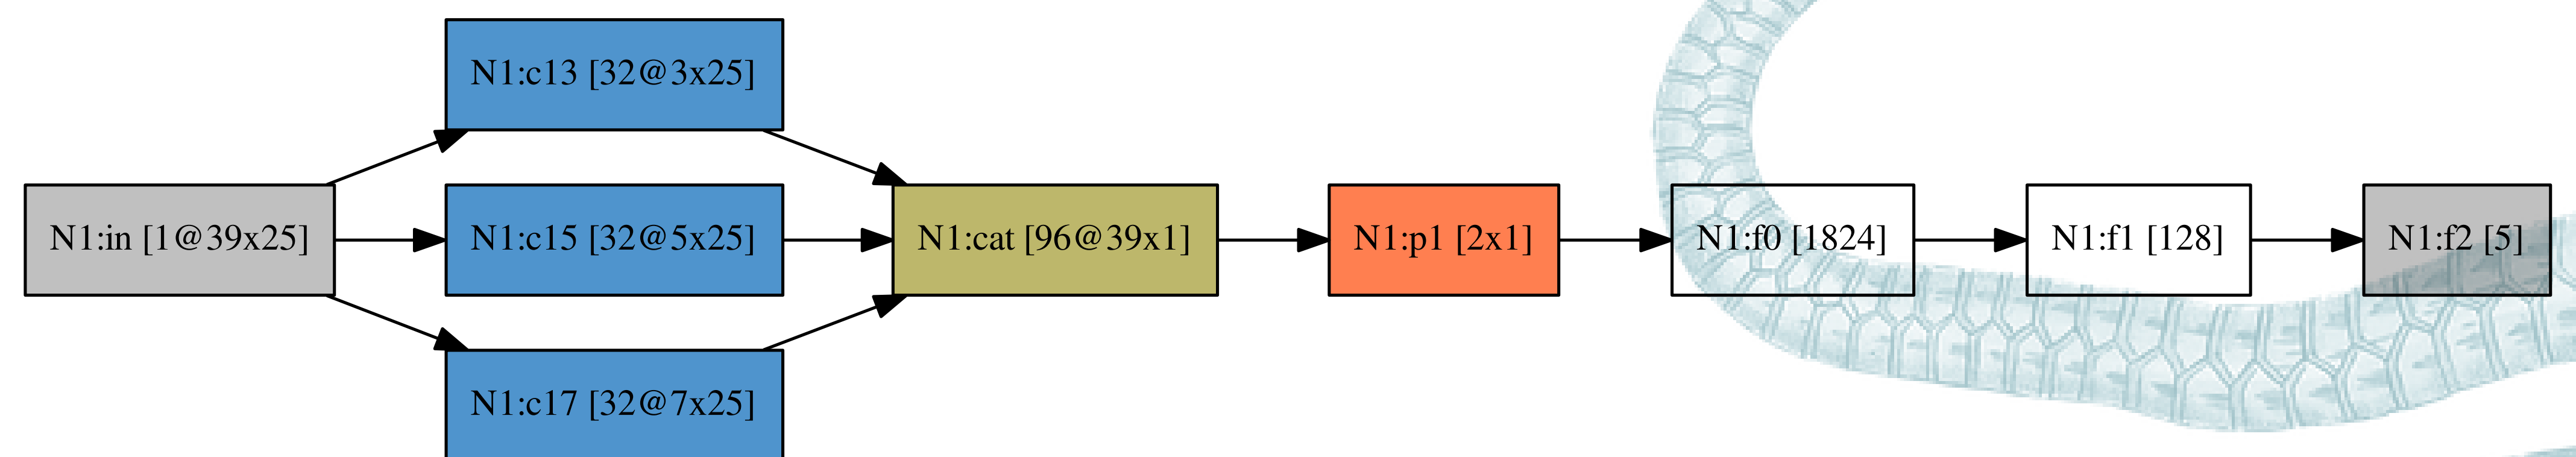 N1:c13 [32@3x25]
N1:in [1@39x25]
N1:c15 [32@5x25]
N1:cat [96@39x1]
N1:p1 [2x1]
N1:f0 [1824]
N1:f1 [128]
N1:f2 [5]
N1:c17 [32@7x25]